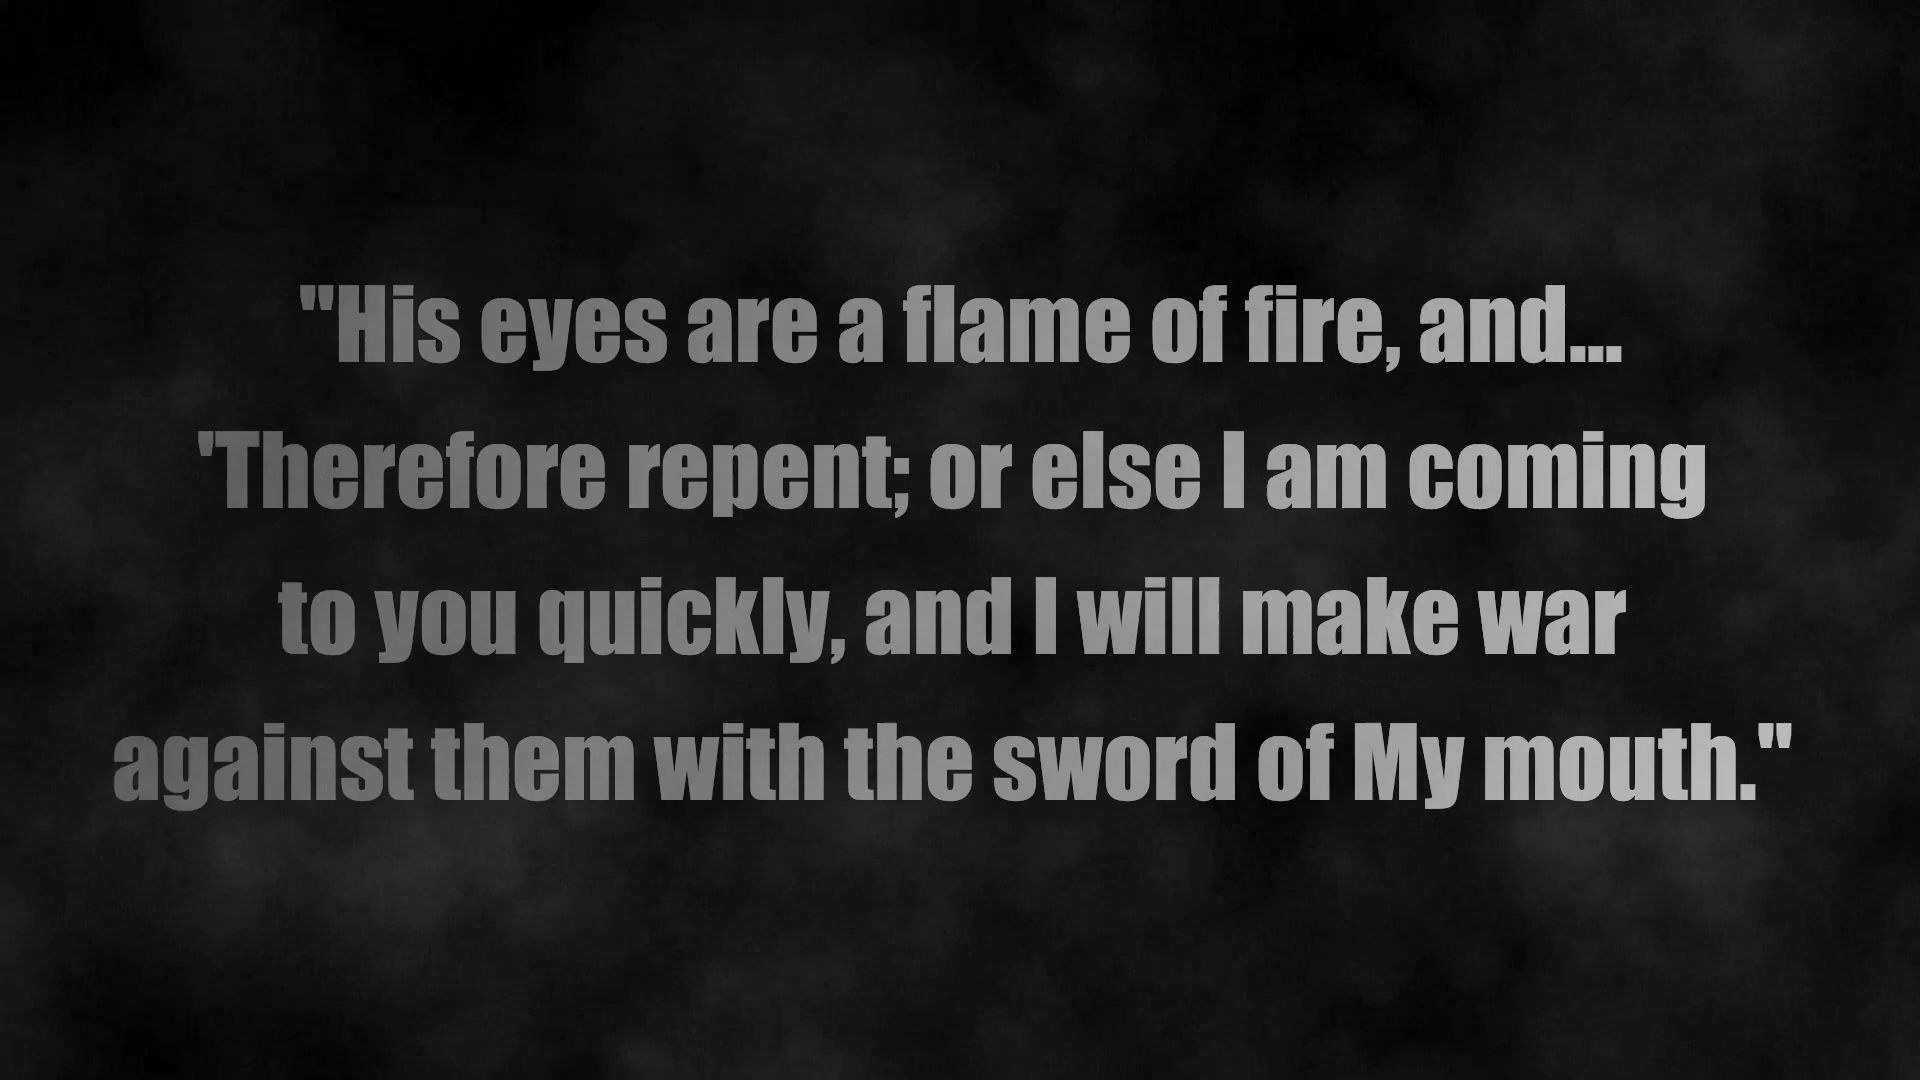 "His eyes are a flame of fire, and...
'Therefore repent; or else I am coming
to you quickly, and I will make war
against them with the sword of My mouth."